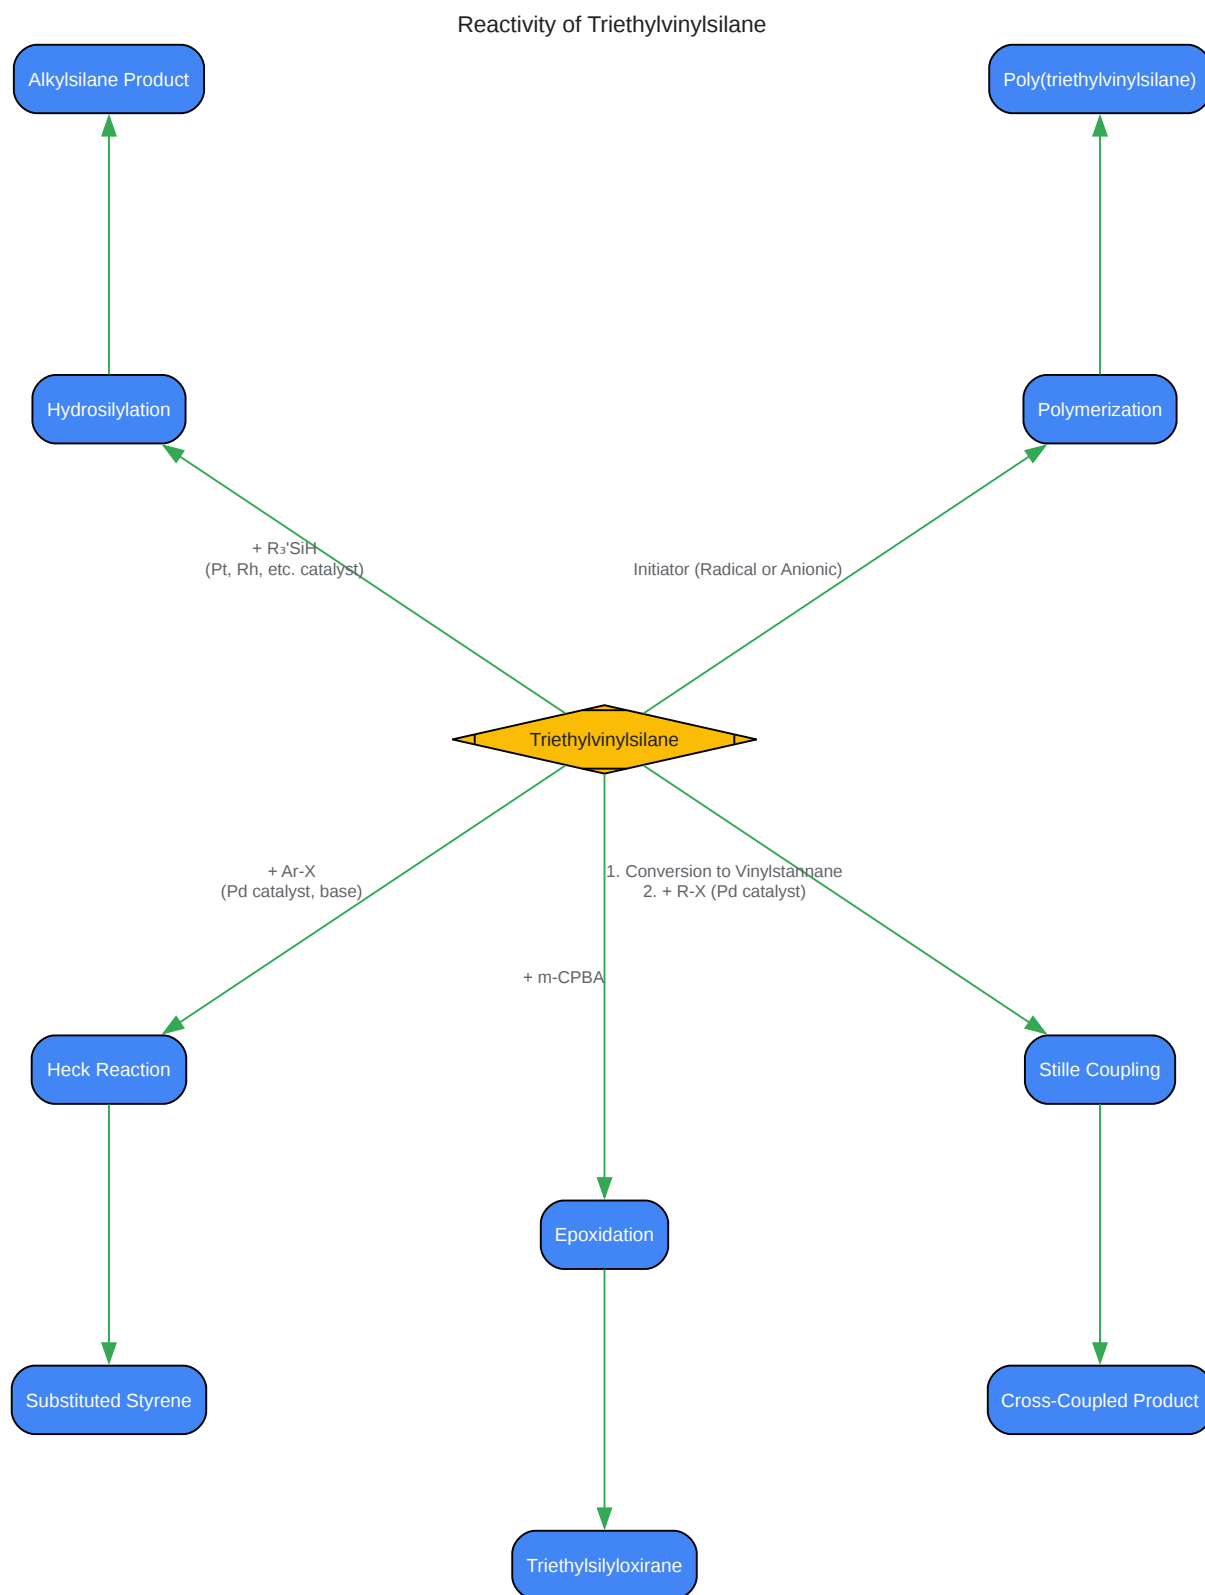 Reactivity of Triethylvinylsilane
Alkylsilane Product
Poly(triethylvinylsilane)
Hydrosilylation
Polymerization
+ R₃'SiH
(Pt, Rh, etc. catalyst)
Initiator (Radical or Anionic)
Triethylvinylsilane
+ Ar-X
(Pd catalyst, base)
1. Conversion to Vinylstannane
2. + R-X (Pd catalyst)
+ m-CPBA
Heck Reaction
Stille Coupling
Epoxidation
Substituted Styrene
Cross-Coupled Product
Triethylsilyloxirane